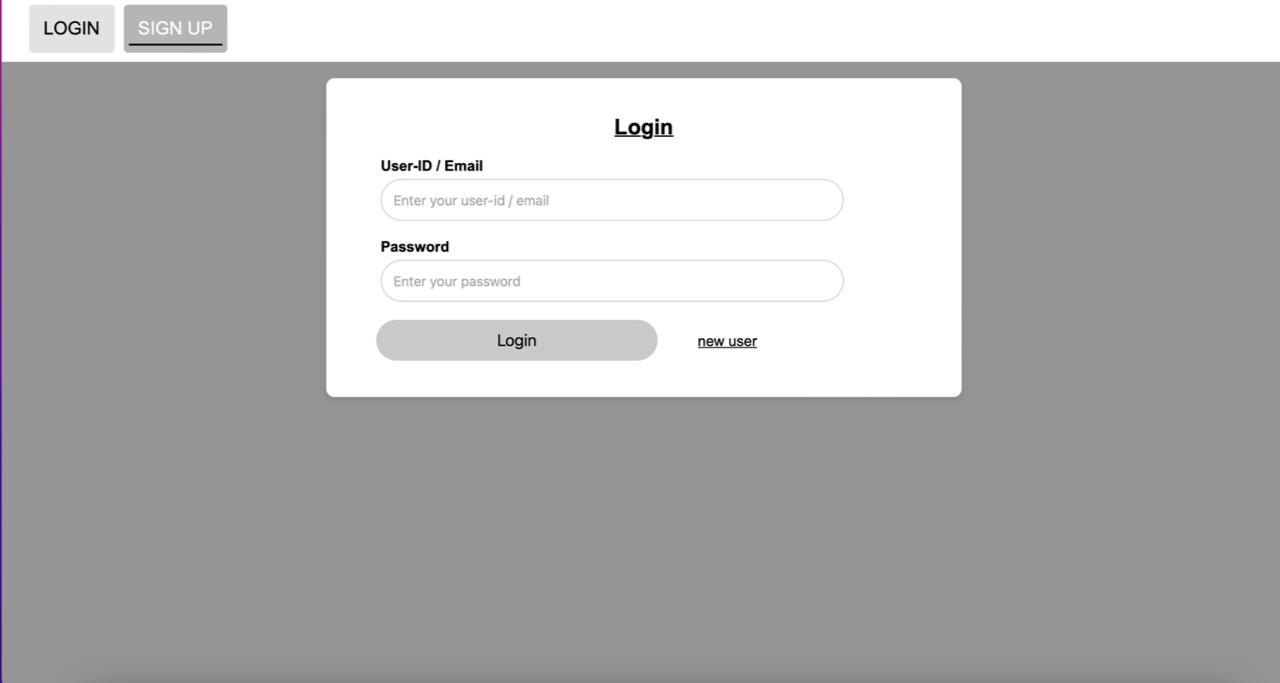 LOGIN SIGN UP
Login
User-ID / Email
Enter your user-id / email
Password
Enter your password
Login new user